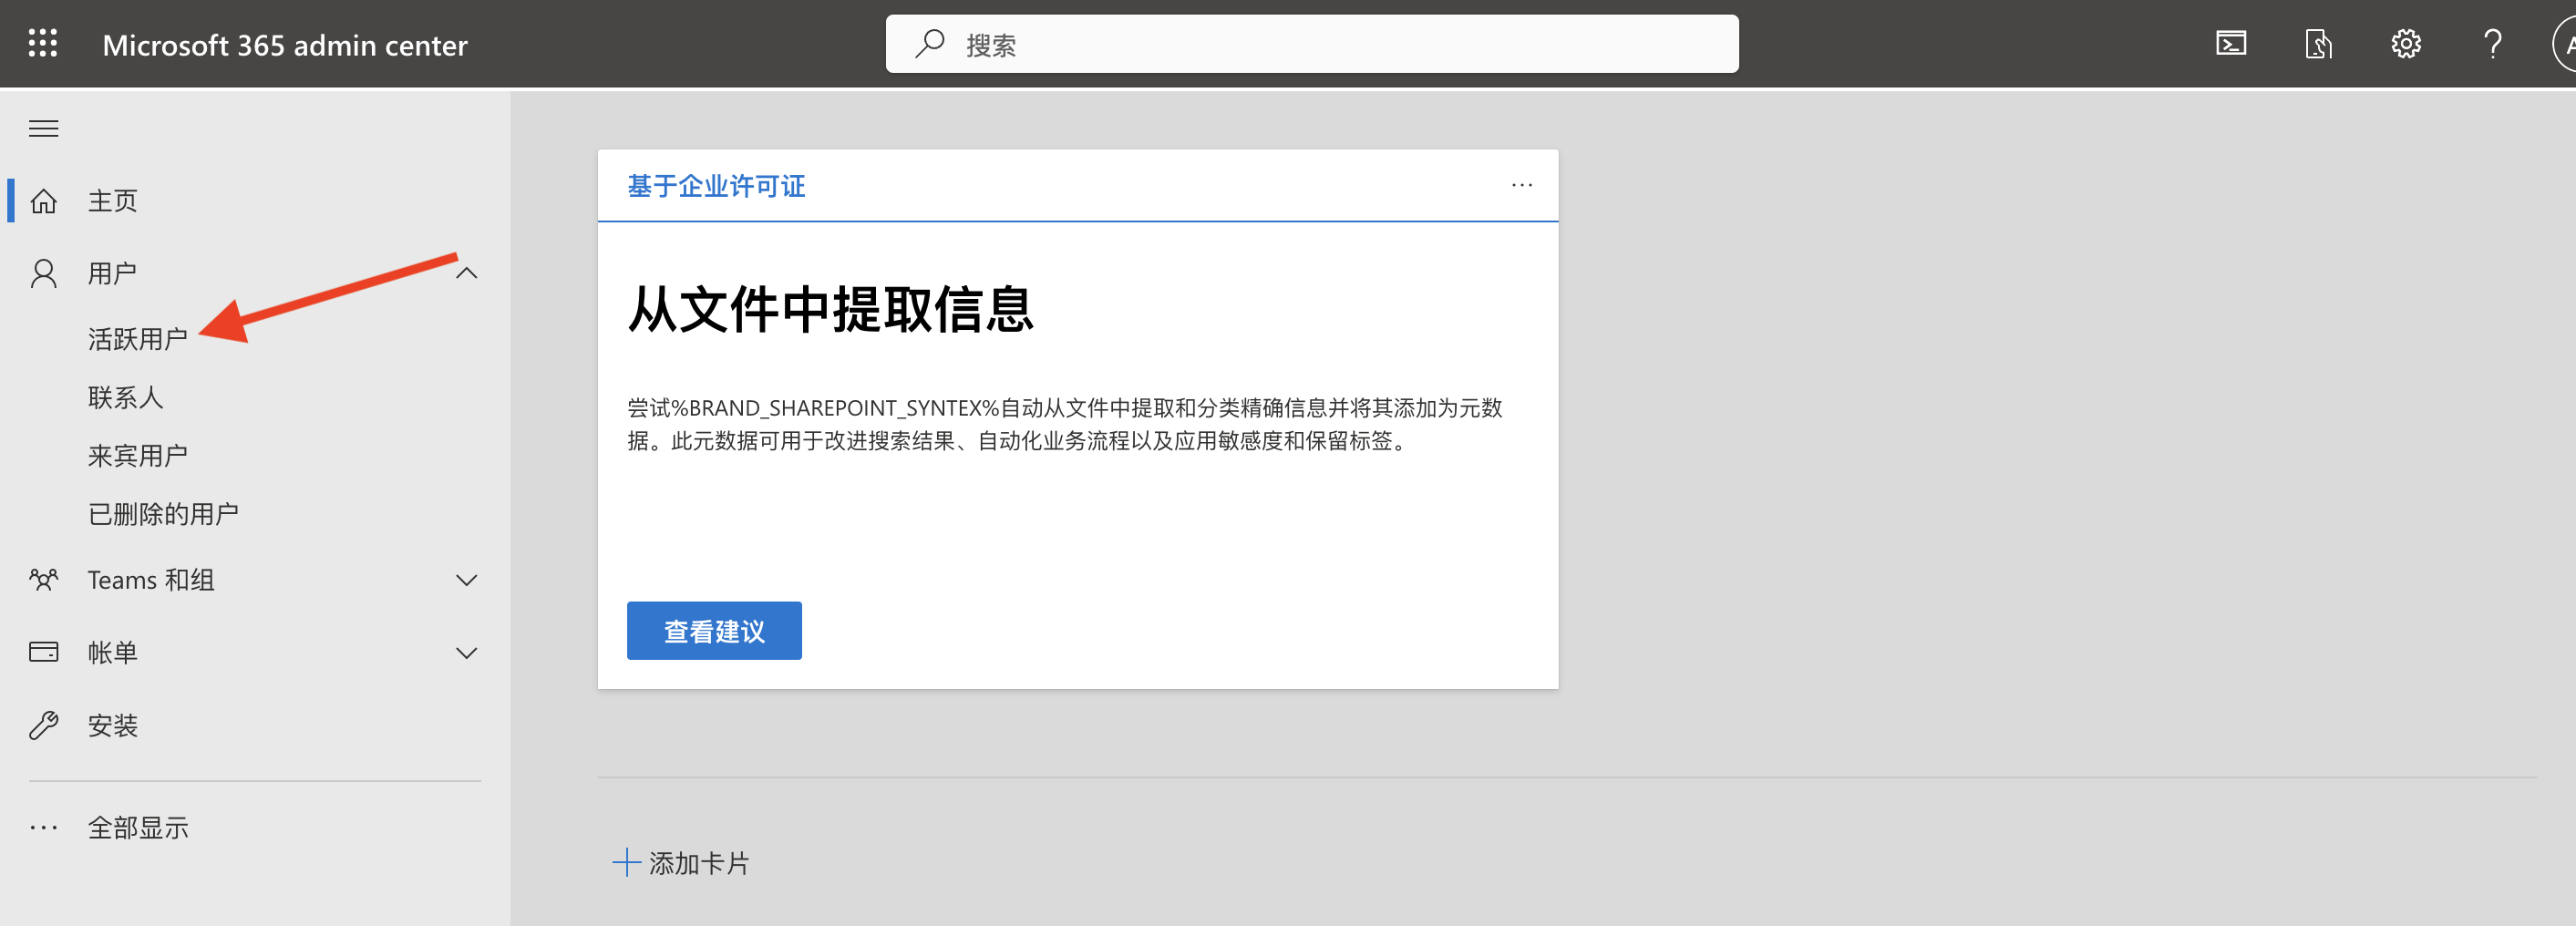 Microsoft 365 admin center
搜索
主页
用户
活跃用户
联系人
来宾用户
已删除的用户
Teams 和组
帐单
安装
全部显示
基于企业许可证
从文件中提取信息
尝试%BRAND_SHAREPOINT_SYNTEX%自动从文件中提取和分类精确信息并将其添加为元数
据。此元数据可用于改进搜索结果、自动化业务流程以及应用敏感度和保留标签。
查看建议
添加卡片